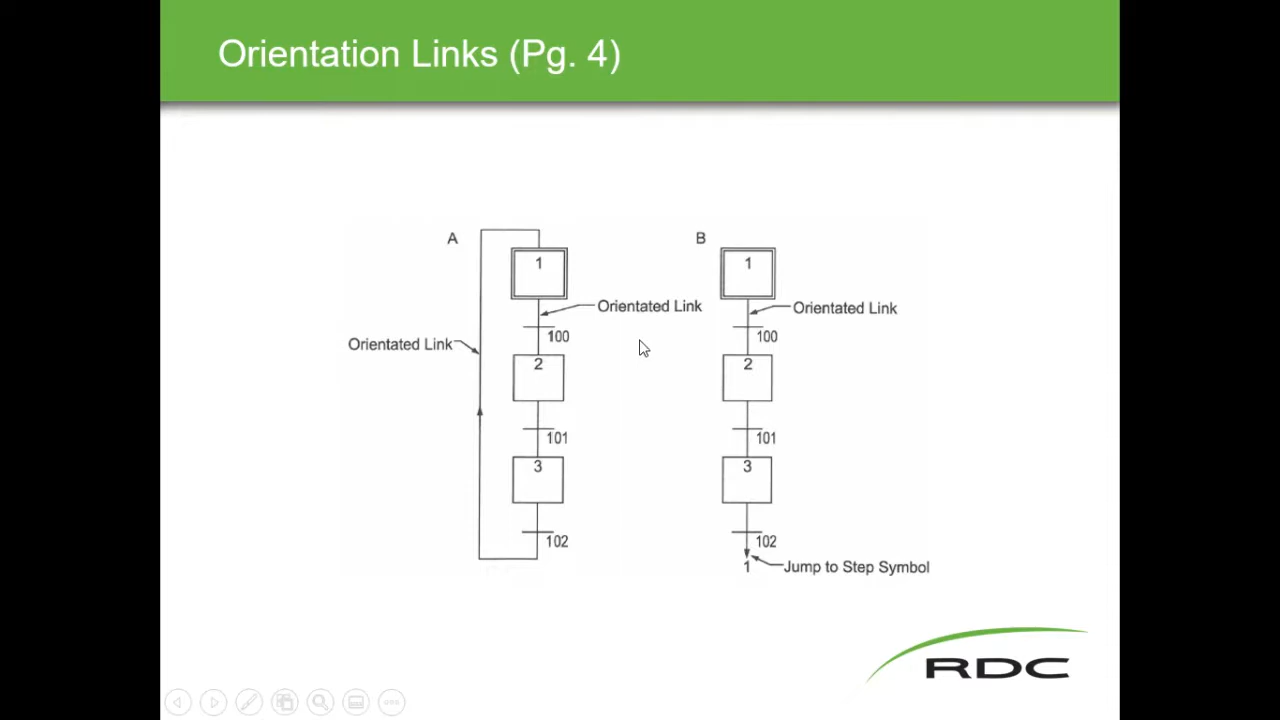 Orientation Links (Pg. 4)
A
1
Orientated Link
100
Orientated Link
2
101
3
102
B
1
Orientated Link
100
2
101
3
102
1
Jump to Step Symbol
RDC